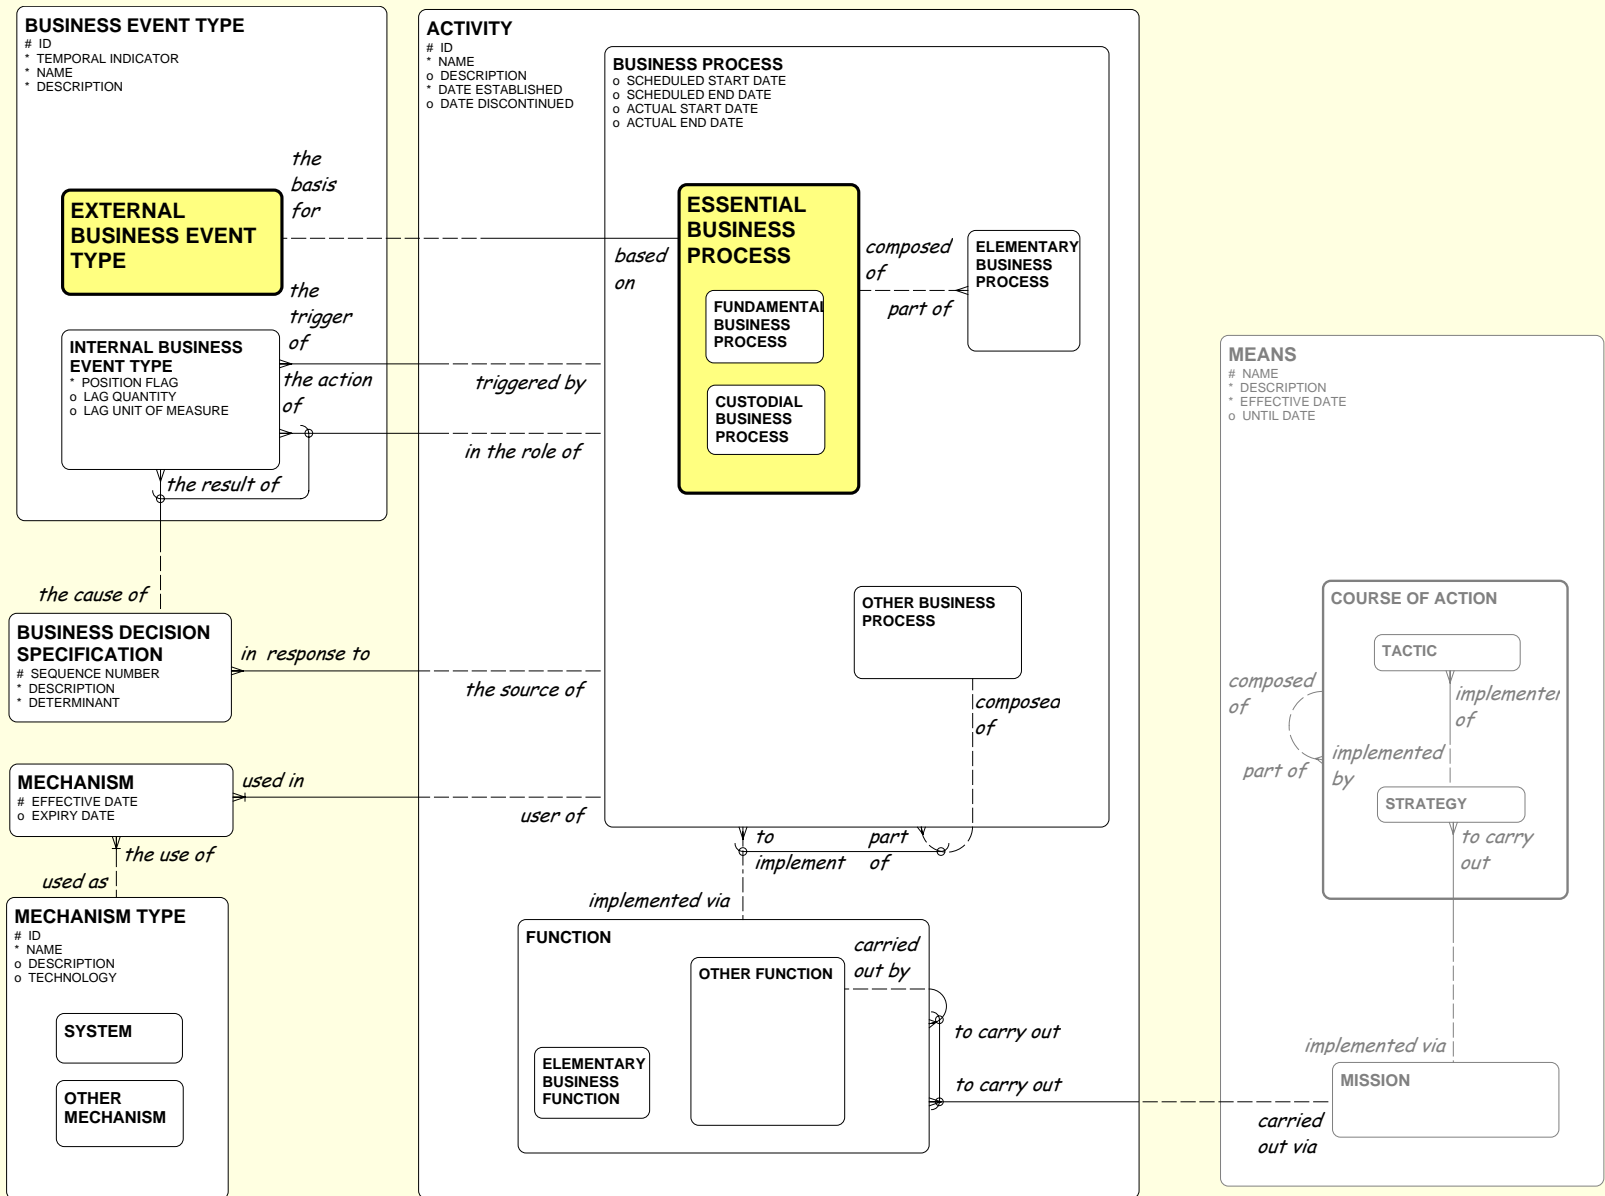 BUSINESS EVENT TYPE
# ID
* TEMPORAL INDICATOR
* NAME
* DESCRIPTION
EXTERNAL
BUSINESS EVENT
TYPE
the
basis
for
the
trigger
of
INTERNAL BUSINESS
EVENT TYPE
* POSITION FLAG
o LAG QUANTITY
o LAG UNIT OF MEASURE
the action
of
the result of
the cause of
BUSINESS DECISION
SPECIFICATION
# SEQUENCE NUMBER
* DESCRIPTION
* DETERMINANT
in response to
MECHANISM
# EFFECTIVE DATE
o EXPIRY DATE
used in
the use of
used as
MECHANISM TYPE
# ID
* NAME
o DESCRIPTION
o TECHNOLOGY
SYSTEM
OTHER
MECHANISM
ACTIVITY
# ID
* NAME
o DESCRIPTION
* DATE ESTABLISHED
o DATE DISCONTINUED
BUSINESS PROCESS
o SCHEDULED START DATE
o SCHEDULED END DATE
o ACTUAL START DATE
o ACTUAL END DATE
based
on
ESSENTIAL
BUSINESS
PROCESS
FUNDAMENTAL
BUSINESS
PROCESS
CUSTODIAL
BUSINESS
PROCESS
composed
of
part of
ELEMENTARY
BUSINESS
PROCESS
triggered by
in the role of
the source of
user of
OTHER BUSINESS
PROCESS
composed
of
to
implement
part
of
implemented via
FUNCTION
OTHER FUNCTION
carried
out by
ELEMENTARY
BUSINESS
FUNCTION
to carry out
to carry out
MEANS
# NAME
* DESCRIPTION
* EFFECTIVE DATE
o UNTIL DATE
COURSE OF ACTION
TACTIC
composed
of
part of
implementer
of
implemented
by
STRATEGY
to carry
out
implemented via
MISSION
carried
out via